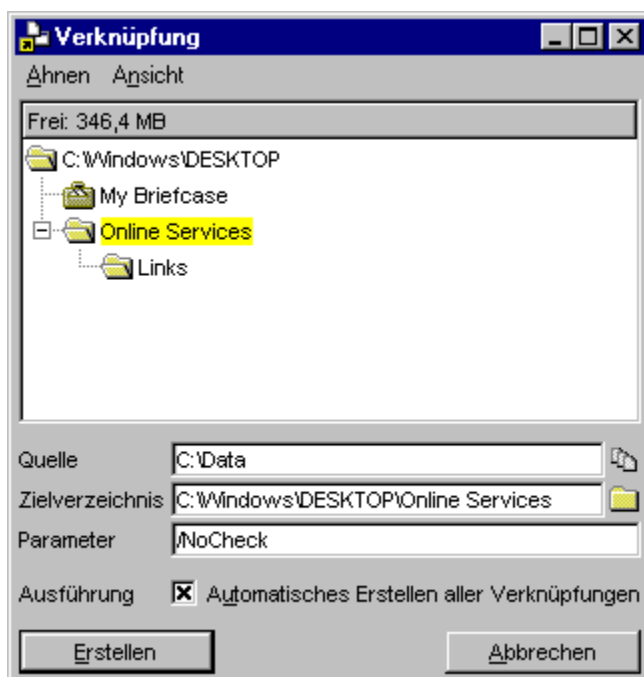 Verknüpfung
Ahnen Ansicht
Frei: 346,4 MB
C:\Windows\DESKTOP
My Briefcase
Online Services
Links
Quelle C:\Data
Zielverzeichnis C:\Windows\DESKTOP\Online Services
Parameter /NoCheck
Ausführung Automatisches Erstellen aller Verknüpfungen
Erstellen Abbrechen